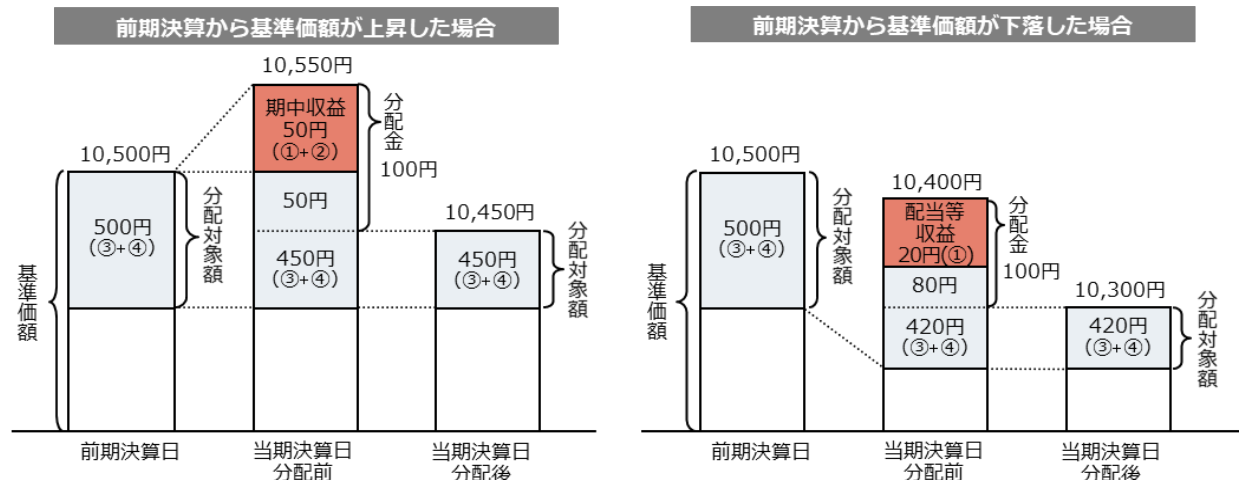 前期決算から基準価額が上昇した場合
10,550円
期中収益
50円
(①+②)
分配金
100円
10,500円
500円
(③+④)
分配対象額
50円
450円
(③+④)
10,450円
450円
(③+④)
分配対象額
基準価額
前期決算日
当期決算日
分配前
当期決算日
分配後
前期決算から基準価額が下落した場合
10,500円
500円
(③+④)
分配対象額
10,400円
配当等
収益
20円(①)
分配金
100円
80円
420円
(③+④)
10,300円
420円
(③+④)
分配対象額
基準価額
前期決算日
当期決算日
分配前
当期決算日
分配後